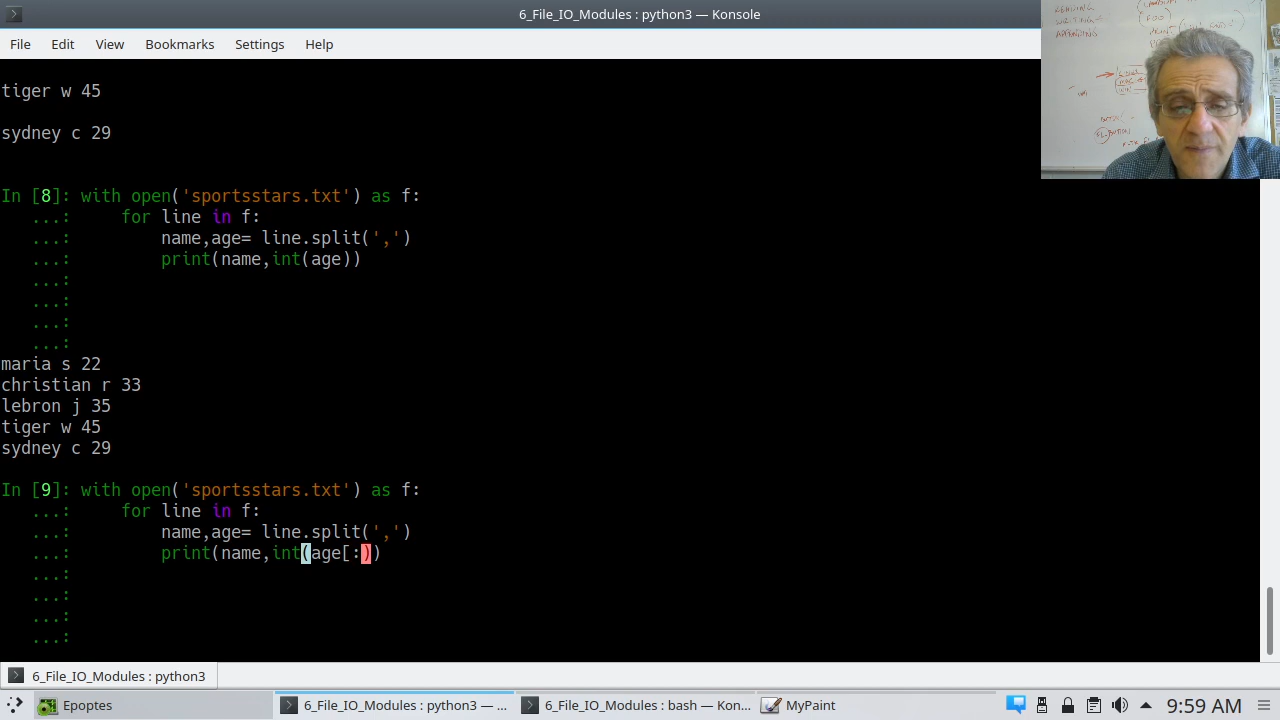 6_File_IO_Modules : python3 — Konsole
File Edit View Bookmarks Settings Help
READING
WRITING
APPENDING
tiger w 45
sydney c 29
In [8]: with open('sportsstars.txt') as f:
...: for line in f:
...: name,age= line.split(',')
...: print(name,int(age))
...:
...:
...:
...:
maria s 22
christian r 33
lebron j 35
tiger w 45
sydney c 29
In [9]: with open('sportsstars.txt') as f:
...: for line in f:
...: name,age= line.split(',')
...: print(name,int(age[:))
...:
...:
...:
...:
6_File_IO_Modules : python3
Epoptes 6_File_IO_Modules : python3 — ... 6_File_IO_Modules : bash — Kon... MyPaint 9:59 AM